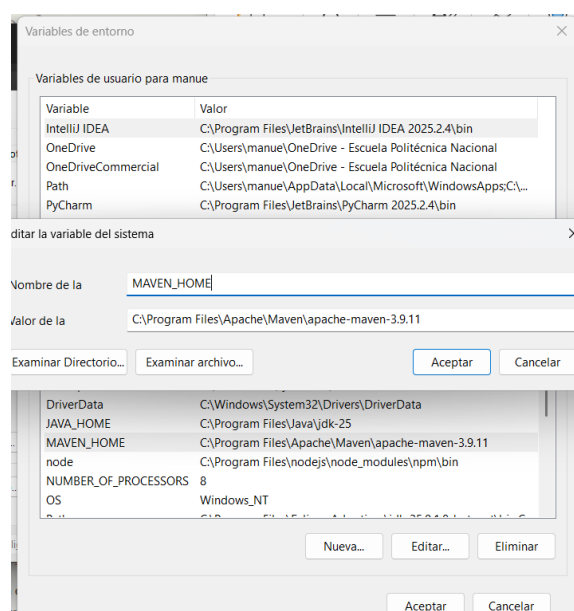 Variables de entorno
Variables de usuario para manue
Variable Valor
IntelliJ IDEA C:\Program Files\JetBrains\IntelliJ IDEA 2025.2.4\bin
OneDrive C:\Users\manue\OneDrive - Escuela Politécnica Nacional
OneDriveCommercial C:\Users\manue\OneDrive - Escuela Politécnica Nacional
Path C:\Users\manue\AppData\Local\Microsoft\WindowsApps;C:\...
PyCharm C:\Program Files\JetBrains\PyCharm 2025.2.4\bin
ditar la variable del sistema
Nombre de la MAVEN_HOME
Valor de la C:\Program Files\Apache\Maven\apache-maven-3.9.11
Examinar Directorio... Examinar archivo... Aceptar Cancelar
DriverData C:\Windows\System32\Drivers\DriverData
JAVA_HOME C:\Program Files\Java\jdk-25
MAVEN_HOME C:\Program Files\Apache\Maven\apache-maven-3.9.11
node C:\Program Files\nodejs\node_modules\npm\bin
NUMBER_OF_PROCESSORS 8
OS Windows_NT
Nueva... Editar... Eliminar
Aceptar Cancelar